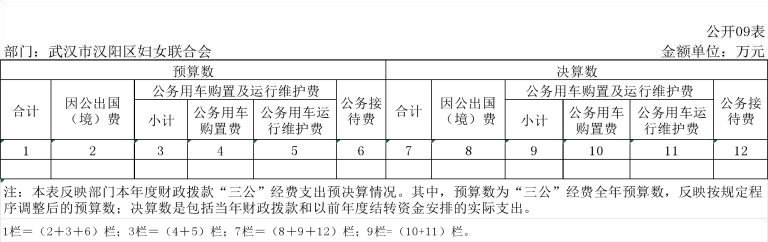 公开09表
部门：武汉市汉阳区妇女联合会 金额单位：万元
预算数 决算数
合计 因公出国（境）费 公务用车购置及运行维护费 公务接待费 合计 因公出国（境）费 公务用车购置及运行维护费 公务接待费
小计 公务用车购置费 公务用车运行维护费 小计 公务用车购置费 公务用车运行维护费
1 2 3 4 5 6 7 8 9 10 11 12
注：本表反映部门本年度财政拨款“三公”经费支出预决算情况。其中，预算数为“三公”经费全年预算数，反映按规定程
序调整后的预算数；决算数是包括当年财政拨款和以前年度结转资金安排的实际支出。
1栏=（2+3+6）栏；3栏=（4+5）栏；7栏=（8+9+12）栏；9栏=（10+11）栏。